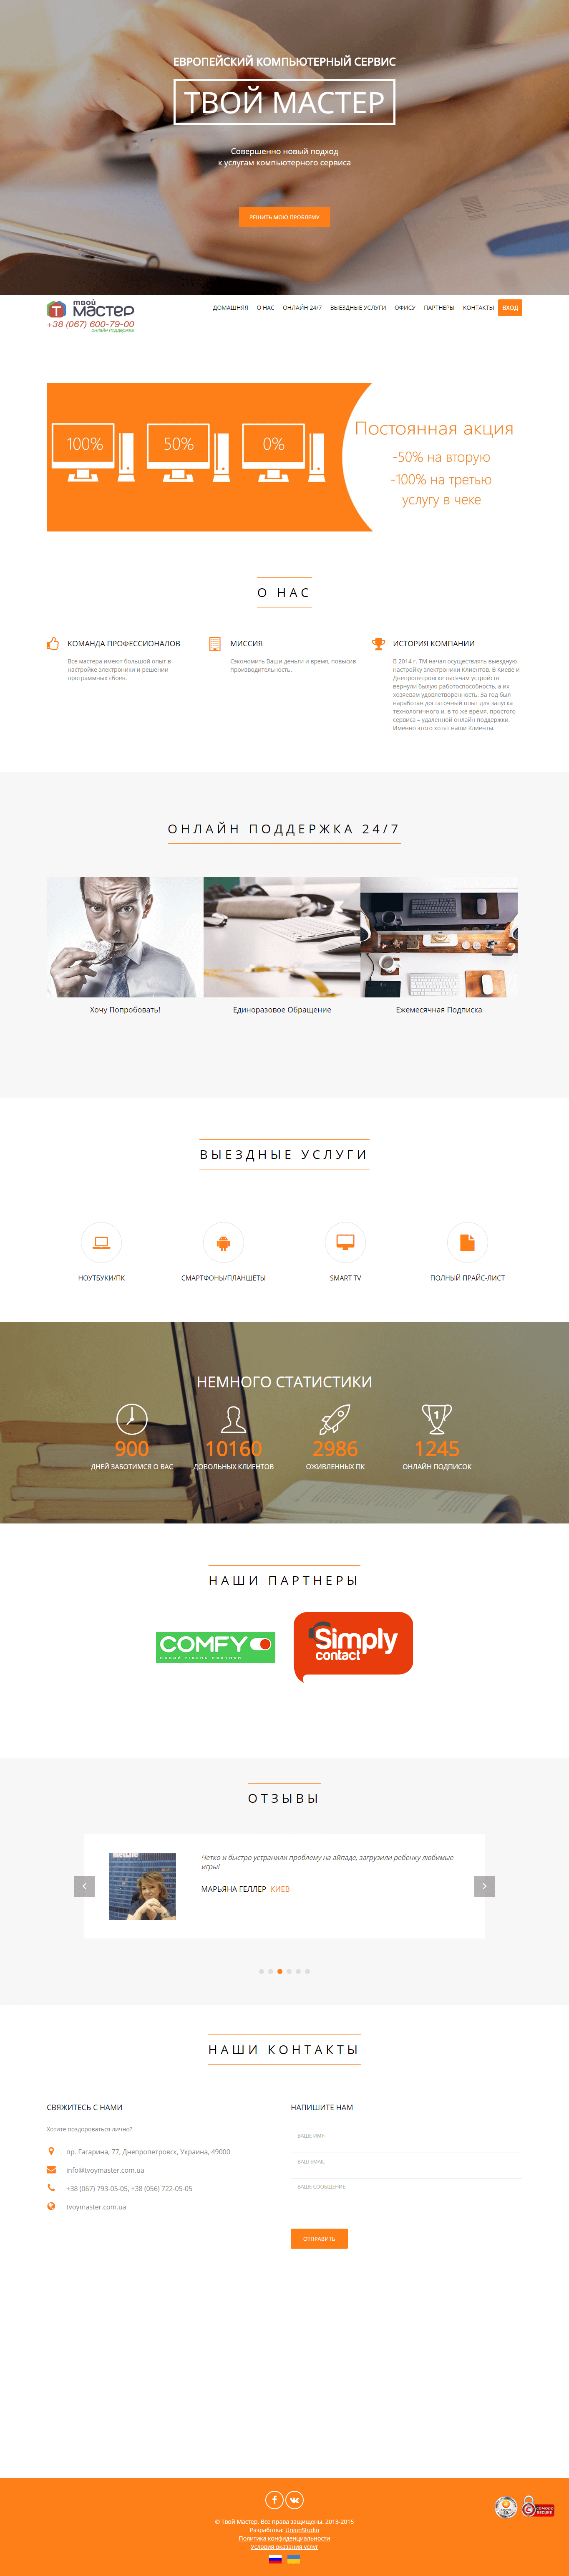 ЕВРОПЕЙСКИЙ КОМПЬЮТЕРНЫЙ СЕРВИС
ТВОЙ МАСТЕР
Совершенно новый подход
к услугам компьютерного сервиса
РЕШИТЬ МОЮ ПРОБЛЕМУ
твой
мастер
+38 (067) 600-79-00
онлайн поддержка
ДОМАШНЯЯ О НАС ОНЛАЙН 24/7 ВЫЕЗДНЫЕ УСЛУГИ ОФИСУ ПАРТНЕРЫ КОНТАКТЫ ВХОД
100% 50% 0%
Постоянная акция
-50% на вторую
-100% на третью
услугу в чеке
О НАС
КОМАНДА ПРОФЕССИОНАЛОВ
Все мастера имеют большой опыт в
настройке электроники и решении
программных сбоев.
МИССИЯ
Сэкономить Ваши деньги и время, повысив
производительность.
ИСТОРИЯ КОМПАНИИ
В 2014 г. ТМ начал осуществлять выездную
настройку электроники Клиентов. В Киеве и
Днепропетровске тысячам устройств
вернули былую работоспособность, а их
хозяевам удовлетворенность. За год был
наработан достаточный опыт для запуска
технологичного и, в то же время, простого
сервиса – удаленной онлайн поддержки.
Именно этого хотят наши Клиенты.
ОНЛАЙН ПОДДЕРЖКА 24/7
Хочу Попробовать!
Единоразовое Обращение
Ежемесячная Подписка
ВЫЕЗДНЫЕ УСЛУГИ
НОУТБУКИ/ПК
СМАРТФОНЫ/ПЛАНШЕТЫ
SMART TV
ПОЛНЫЙ ПРАЙС-ЛИСТ
НЕМНОГО СТАТИСТИКИ
1
900 10160 2986 1245
ДНЕЙ ЗАБОТИМСЯ О ВАС ДОВОЛЬНЫХ КЛИЕНТОВ ОЖИВЛЕННЫХ ПК ОНЛАЙН ПОДПИСОК
НАШИ ПАРТНЕРЫ
COMFY
Simply
contact
ОТЗЫВЫ
Четко и быстро устранили проблему на айпаде, загрузили ребенку любимые
игры!
МАРЬЯНА ГЕЛЛЕР КИЕВ
НАШИ КОНТАКТЫ
СВЯЖИТЕСЬ С НАМИ
Хотите поздороваться лично?
пр. Гагарина, 77, Днепропетровск, Украина, 49000
info@tvoymaster.com.ua
+38 (067) 793-05-05, +38 (056) 722-05-05
tvoymaster.com.ua
НАПИШИТЕ НАМ
ВАШЕ ИМЯ
ВАШ EMAIL
ВАШЕ СООБЩЕНИЕ
ОТПРАВИТЬ
© Твой Мастер. Все права защищены. 2013-2015
Разработка: UnionStudio
Политика конфиденциальности
Условия оказания услуг